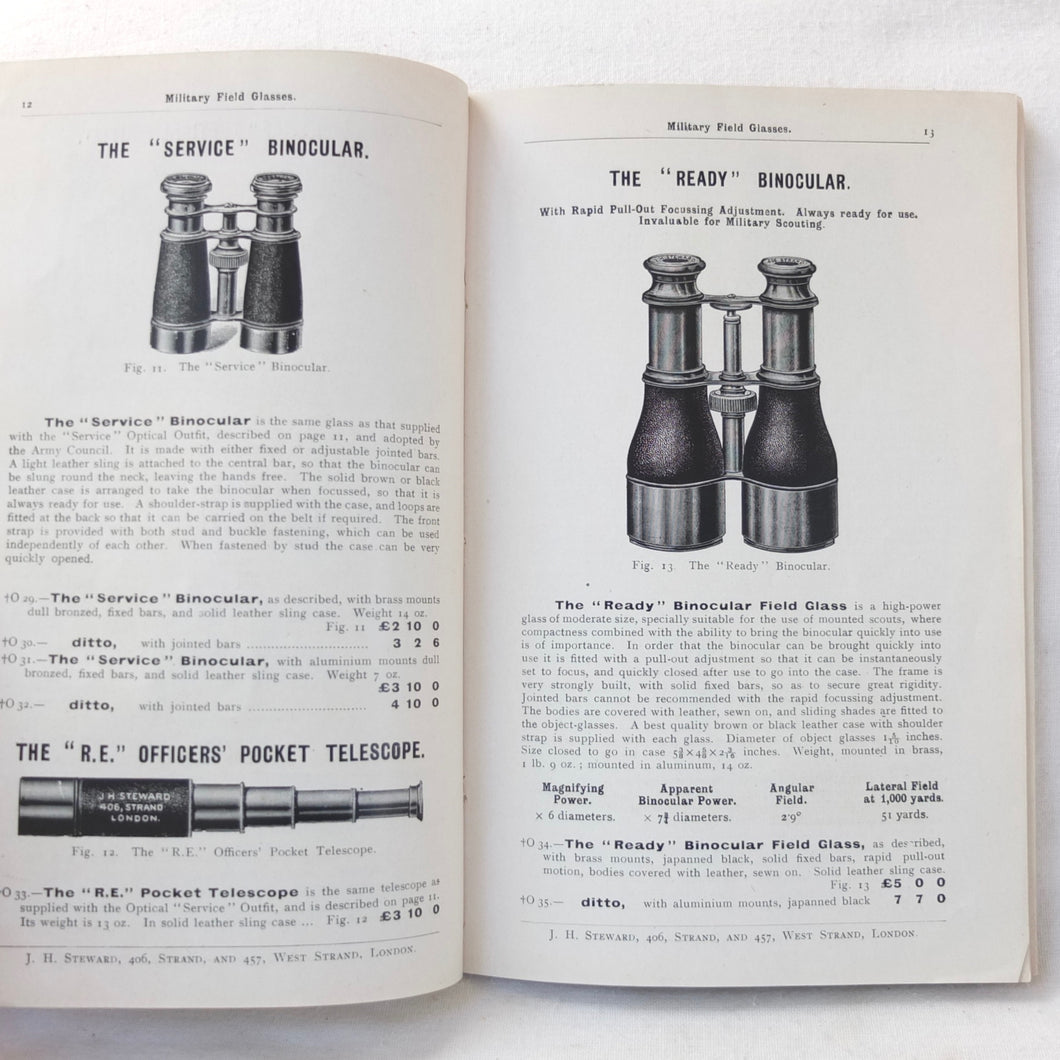 12
Military Field Glasses.
THE "SERVICE" BINOCULAR.
Fig. 11. The "Service" Binocular.
The "Service" Binocular is the same glass as that supplied
with the "Service" Optical Outfit, described on page 11, and adopted by
the Army Council. It is made with either fixed or adjustable jointed bars.
A light leather sling is attached to the central bar, so that the binocular can
be slung round the neck, leaving the hands free. The solid brown or black
leather case is arranged to take the binocular when focussed, so that it is
always ready for use. A shoulder-strap is supplied with the case, and loops are
fitted at the back so that it can be carried on the belt if required. The front
strap is provided with both stud and buckle fastening, which can be used
independently of each other. When fastened by stud the case can be very
quickly opened.
†O 29.—The "Service" Binocular, as described, with brass mounts
dull bronzed, fixed bars, and solid leather sling case. Weight 14 oz.
Fig. 11 £2 10 0
†O 30.— ditto, with jointed bars .............................. 3 2 6
†O 31.—The "Service" Binocular, with aluminium mounts dull
bronzed, fixed bars, and solid leather sling case. Weight 7 oz.
£3 10 0
†O 32.— ditto, with jointed bars .............................. 4 10 0
THE "R.E." OFFICERS' POCKET TELESCOPE.
J H STEWARD
406, STRAND
LONDON.
Fig. 12. The "R.E." Officers' Pocket Telescope.
O 33.—The "R.E." Pocket Telescope is the same telescope as
supplied with the Optical "Service" Outfit, and is described on page 11.
Its weight is 13 oz. In solid leather sling case ... Fig. 12 £3 10 0
J. H. STEWARD, 406, STRAND, AND 457, WEST STRAND, LONDON.
Military Field Glasses.
13
THE "READY" BINOCULAR.
With Rapid Pull-Out Focussing Adjustment. Always ready for use.
Invaluable for Military Scouting.
Fig. 13 The "Ready" Binocular.
The "Ready" Binocular Field Glass is a high-power
glass of moderate size, specially suitable for the use of mounted scouts, where
compactness combined with the ability to bring the binocular quickly into use
is of importance. In order that the binocular can be brought quickly into
use it is fitted with a pull-out adjustment so that it can be instantaneously
set to focus, and quickly closed after use to go into the case. The frame is
very strongly built, with solid fixed bars, so as to secure great rigidity.
Jointed bars cannot be recommended with the rapid focussing adjustment.
The bodies are covered with leather, sewn on, and sliding shades are fitted to
the object-glasses. A best quality brown or black leather case with shoulder
strap is supplied with each glass. Diameter of object glasses inches.
Size closed to go in case inches. Weight, mounted in brass,
1 lb. 9 oz.; mounted in aluminum, 14 oz.
Magnifying Power. Apparent Binocular Power. Angular Field. Lateral Field at 1,000 yards.
× 6 diameters. × 7¾ diameters. 2·9° 51 yards.
†O 34.—The "Ready" Binocular Field Glass, as described,
with brass mounts, japanned black, solid fixed bars, rapid pull-out
motion, bodies covered with leather, sewn on. Solid leather sling case.
Fig. 13 £5 0 0
†O 35.— ditto, with aluminium mounts, japanned black 7 7 0
J. H. STEWARD, 406, STRAND, AND 457, WEST STRAND, LONDON.